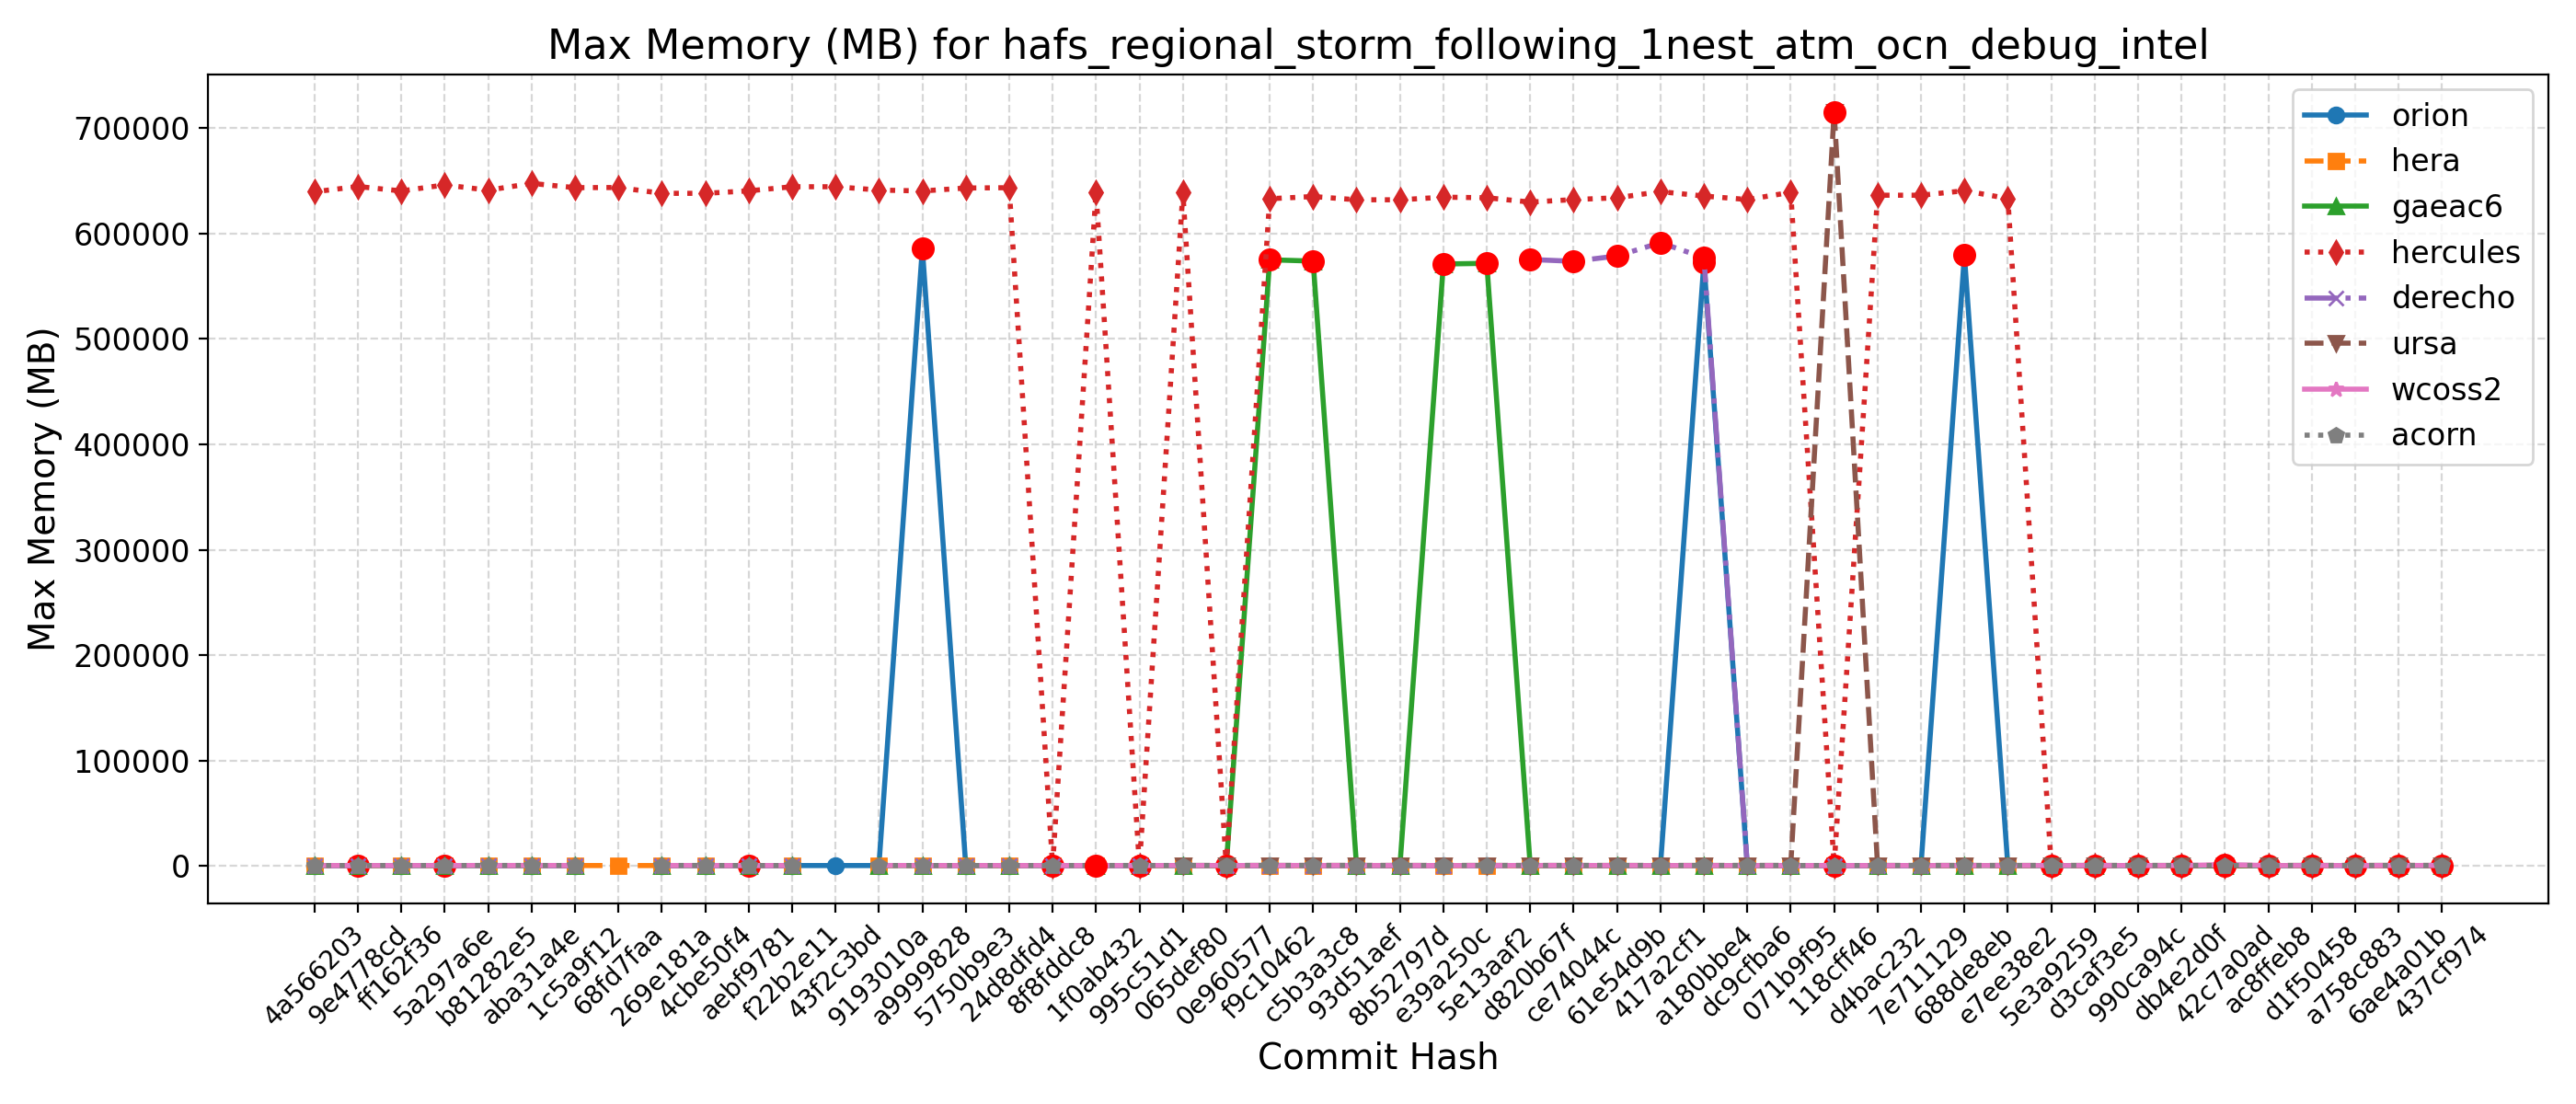 Max Memory (MB) for hafs_regional_storm_following_1nest_atm_ocn_debug_intel
Max Memory (MB)
700000
600000
500000
400000
300000
200000
100000
0
orion
hera
gaeac6
hercules
derecho
ursa
wcoss2
acorn
4a566203
9e4778cd
ff162f36
5a297a6e
b81282e5
aba31a4e
1c5a9f12
68fd7faa
269e181a
4cbe50f4
aebf9781
f22b2e11
43f2c3bd
9193010a
a9999828
5750b9e3
24d8dfd4
8f8fddc8
1f0ab432
995c51d1
065def80
0e960577
f9c10462
c5b3a3c8
93d51aef
8b52797d
e39a250c
5e13aaf2
d820b67f
ce74044c
61e54d9b
417a2cf1
a180bbe4
dc9cfba6
071b9f95
118cff46
d4bac232
7e711129
688de8eb
e7ee38e2
5e3a9259
d3caf3e5
990ca94c
db4e2d0f
42c7a0ad
ac8ffeb8
d1f50458
a758c883
6ae4a01b
437cf974
Commit Hash